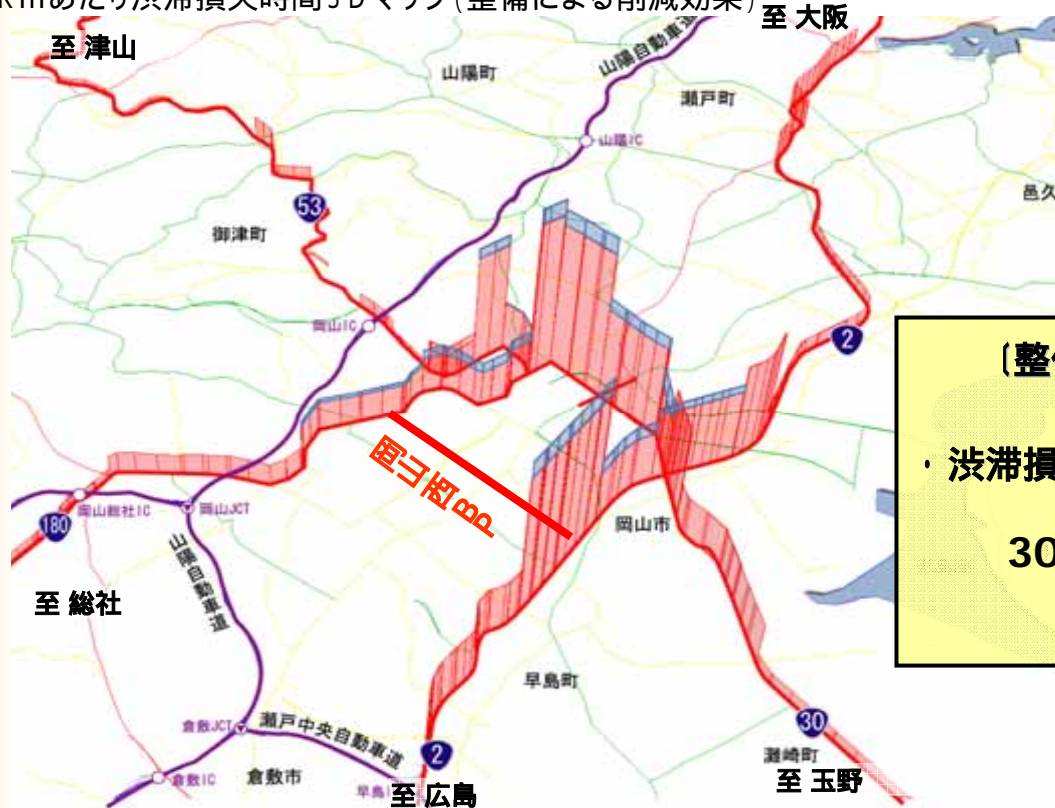 kmあたり渋滞損失時間3Dマップ(整備による削減効果)
至 大阪
至 津山
山陽町
山陽自動車道
瀬戸町
山陽IC
邑久
53
御津町
岡山IC
2
〔整
・渋滞損
30
岡山西BP
岡山総社IC
岡山JCT
180
岡山市
山陽自動車道
至 総社
早島町
倉敷JCT
瀬戸中央自動車道
30
2
灘崎町
倉敷IC
倉敷市
早島I
至 広島
至 玉野